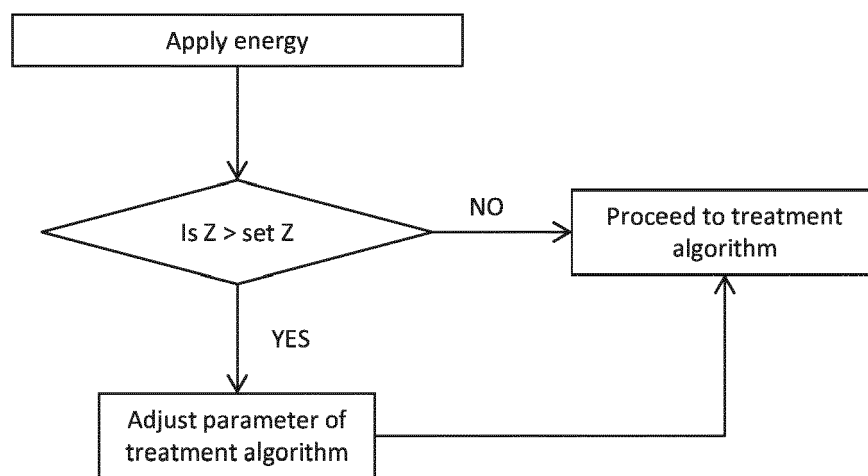 Apply energy
Is Z > set Z
NO
Proceed to treatment
algorithm
YES
Adjust parameter of
treatment algorithm